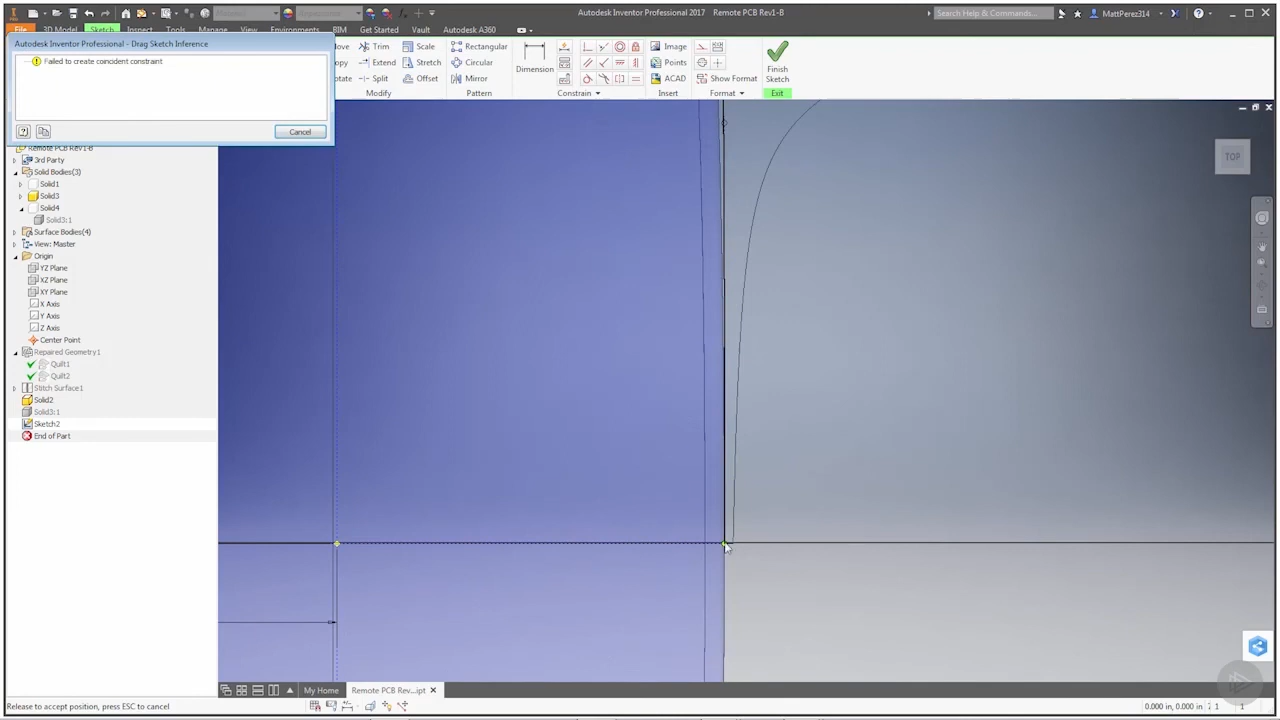 Autodesk Inventor Professional 2017 Remote PCB Rev1-B
Search Help & Commands...
MattPerez314
File 3D Model Sketch Inspect Tools Manage View Environments BIM Get Started Vault Autodesk A360
Autodesk Inventor Professional - Drag Sketch Inference
Failed to create coincident constraint
Cancel
Trim Scale Rectangular
Extend Stretch Circular
Split Offset Mirror
Modify
Pattern
Dimension
Constrain
Image
Points
ACAD
Insert
Show Format
Format
Finish
Sketch
Exit
TOP
Remote PCB Rev1-B
3rd Party
Solid Bodies(3)
Solid1
Solid3
Solid4
Solid3:1
Surface Bodies(4)
View: Master
Origin
YZ Plane
XZ Plane
XY Plane
X Axis
Y Axis
Z Axis
Center Point
Repaired Geometry1
Quilt1
Quilt2
Stitch Surface1
Solid2
Solid3:1
Sketch2
End of Part
My Home
Remote PCB Rev...ipt
Release to accept position, press ESC to cancel
0.000 in, 0.000 in
1